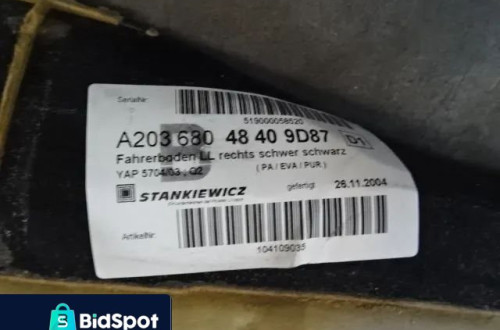 SerialNr.
519000058520
A203 680 48 40 9D87 D1
Fahrerboden LL rechts schwer schwarz
YAP 5704/03 : Q2 ( PA / EVA / PUR )
STANKIEWICZ gefertigt 26.11.2004
ArtikelNr.
104109035
S BidSpot